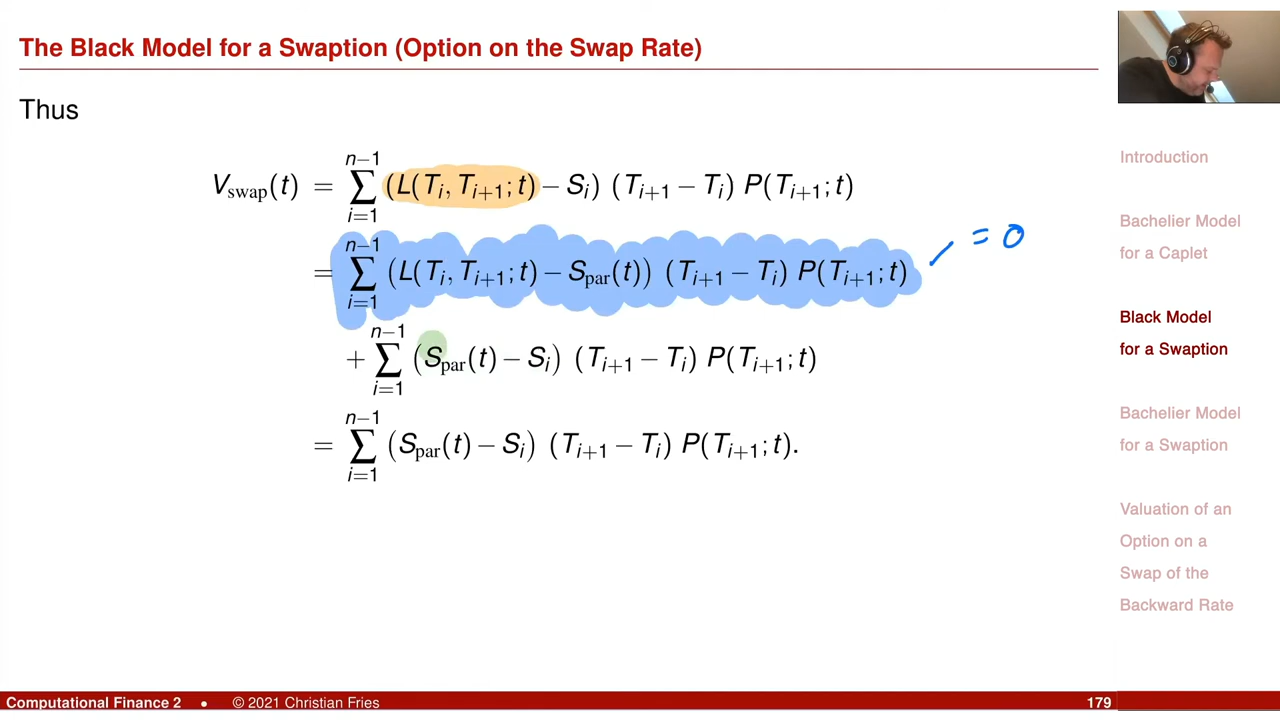 The Black Model for a Swaption (Option on the Swap Rate)
Thus
V_swap(t) = ∑_{i=1}^{n−1} (L(T_i, T_{i+1}; t) − S_i) (T_{i+1} − T_i) P(T_{i+1}; t)
= ∑_{i=1}^{n−1} (L(T_i, T_{i+1}; t) − S_par(t)) (T_{i+1} − T_i) P(T_{i+1}; t) = 0
+ ∑_{i=1}^{n−1} (S_par(t) − S_i) (T_{i+1} − T_i) P(T_{i+1}; t)
= ∑_{i=1}^{n−1} (S_par(t) − S_i) (T_{i+1} − T_i) P(T_{i+1}; t).
Introduction
Bachelier Model
for a Caplet
Black Model
for a Swaption
Bachelier Model
for a Swaption
Valuation of an
Option on a
Swap of the
Backward Rate
Computational Finance 2 • © 2021 Christian Fries 179